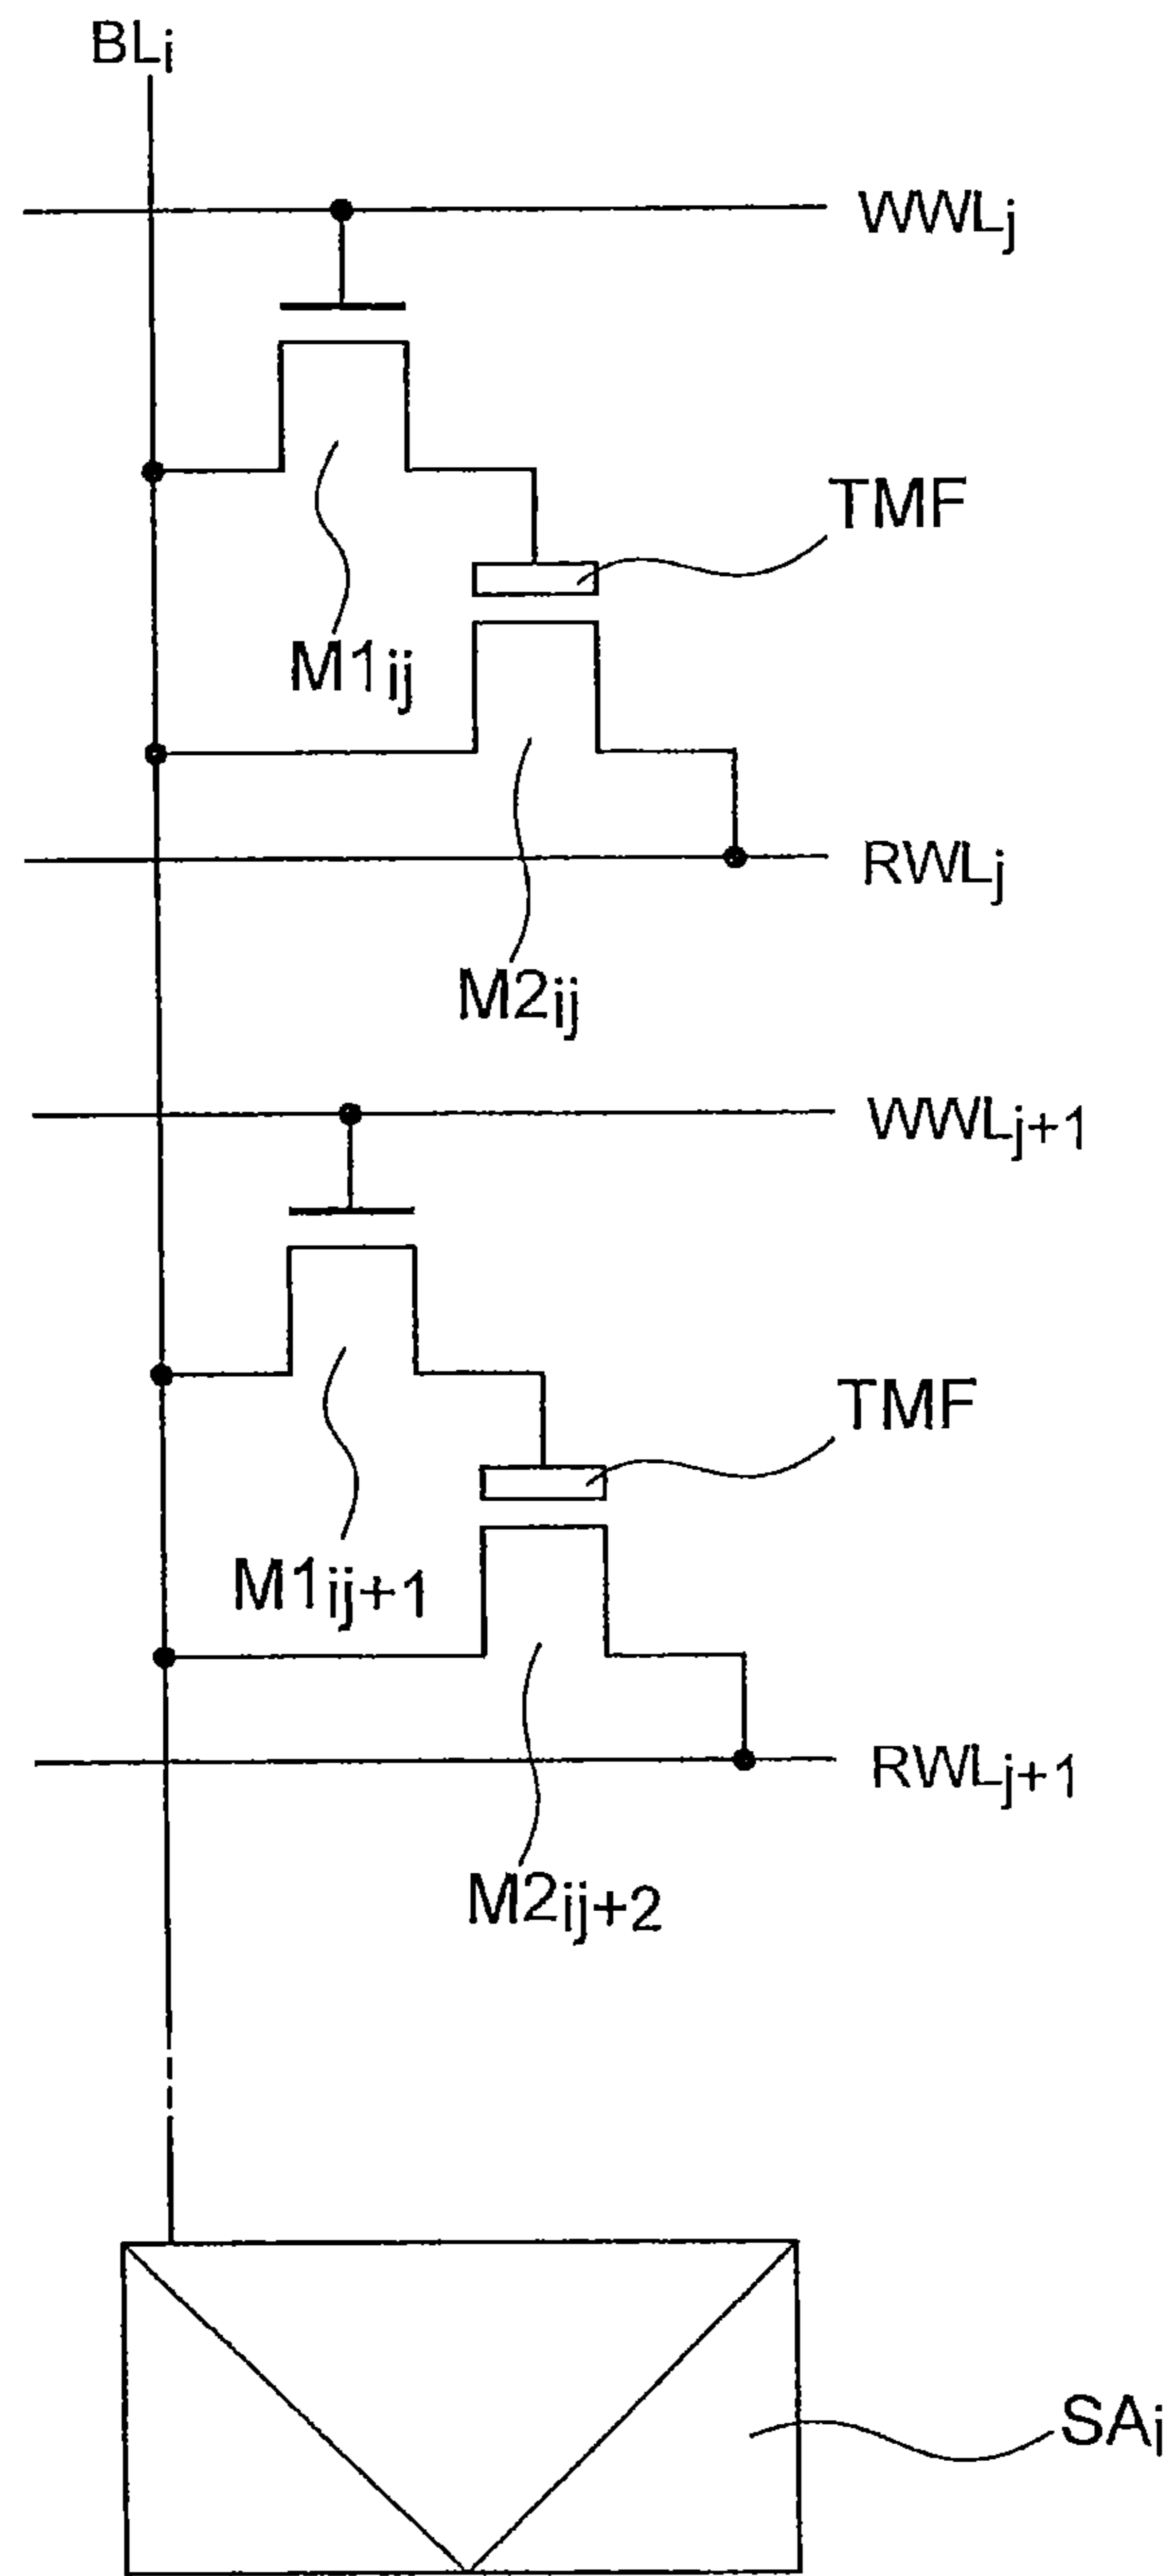 BLi
WWLj
TMF
M1ij
RWLj
M2ij
WWLj+1
TMF
M1ij+1
RWLj+1
M2ij+2
SAi